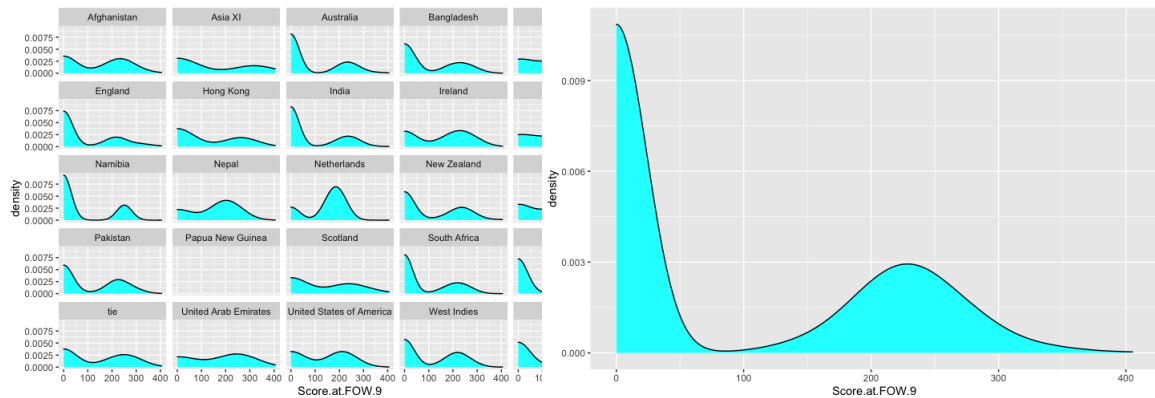 Afghanistan Asia XI Australia Bangladesh
0.0075
0.0050
0.0025
0.0000
England Hong Kong India Ireland
0.0075
0.0050
0.0025
0.0000
Namibia Nepal Netherlands New Zealand
0.0075
0.0050
0.0025
0.0000
Pakistan Papua New Guinea Scotland South Africa
0.0075
0.0050
0.0025
0.0000
tie United Arab Emirates United States of America West Indies
0.0075
0.0050
0.0025
0.0000
0 100 200 300 400 0 100 200 300 400 0 100 200 300 400 0 100 200 300 400 0
Score.at.FOW.9
density
0.009
0.006
0.003
0.000
0 100 200 300 400
Score.at.FOW.9
density